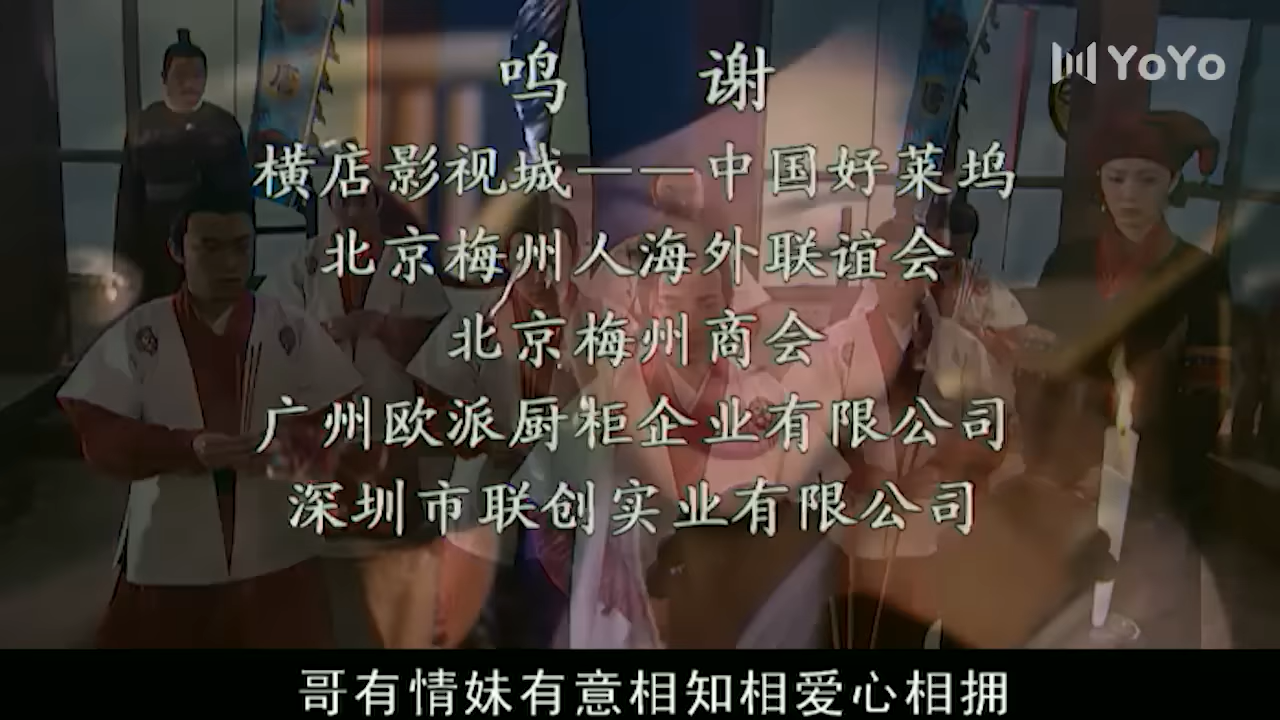 YoYo
鸣 谢
横店影视城——中国好莱坞
北京梅州人海外联谊会
北京梅州商会
广州欧派厨柜企业有限公司
深圳市联创实业有限公司
哥有情妹有意相知相爱心相拥